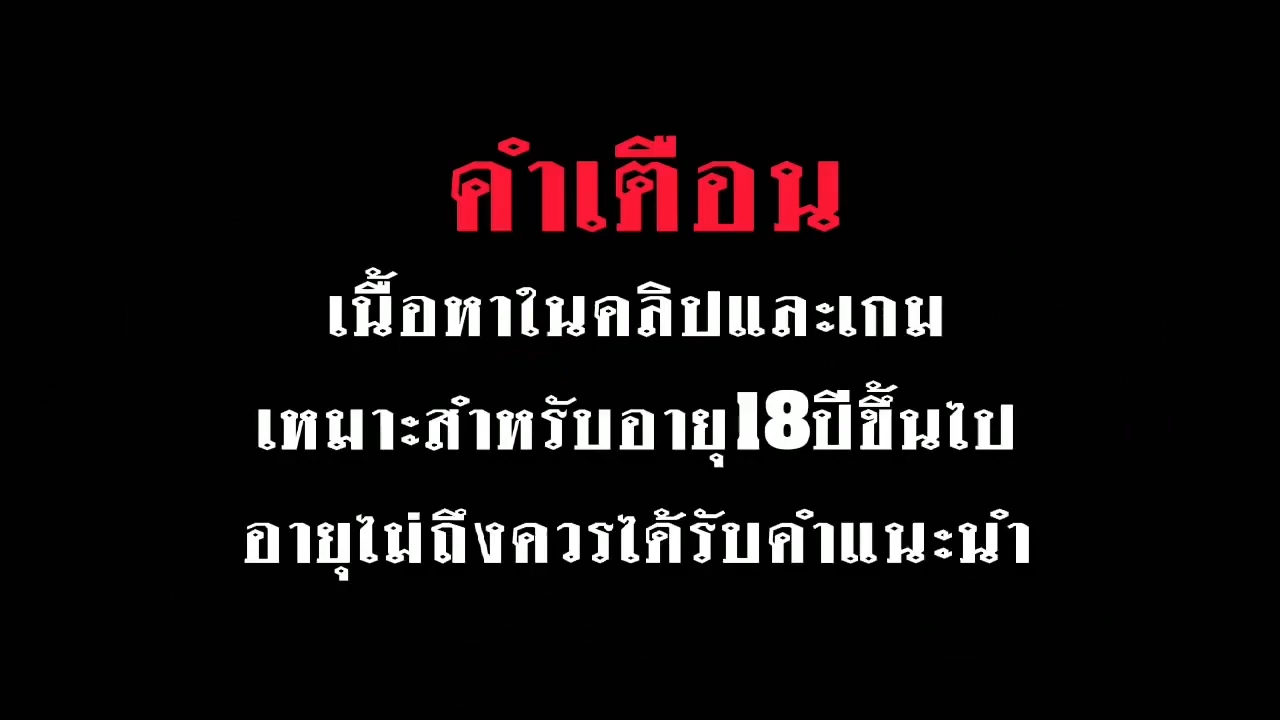 คำเตือน
เนื้อหาในคลิปและเกม
เหมาะสำหรับอายุ18ปีขึ้นไป
อายุไม่ถึงควรได้รับคำแนะนำ